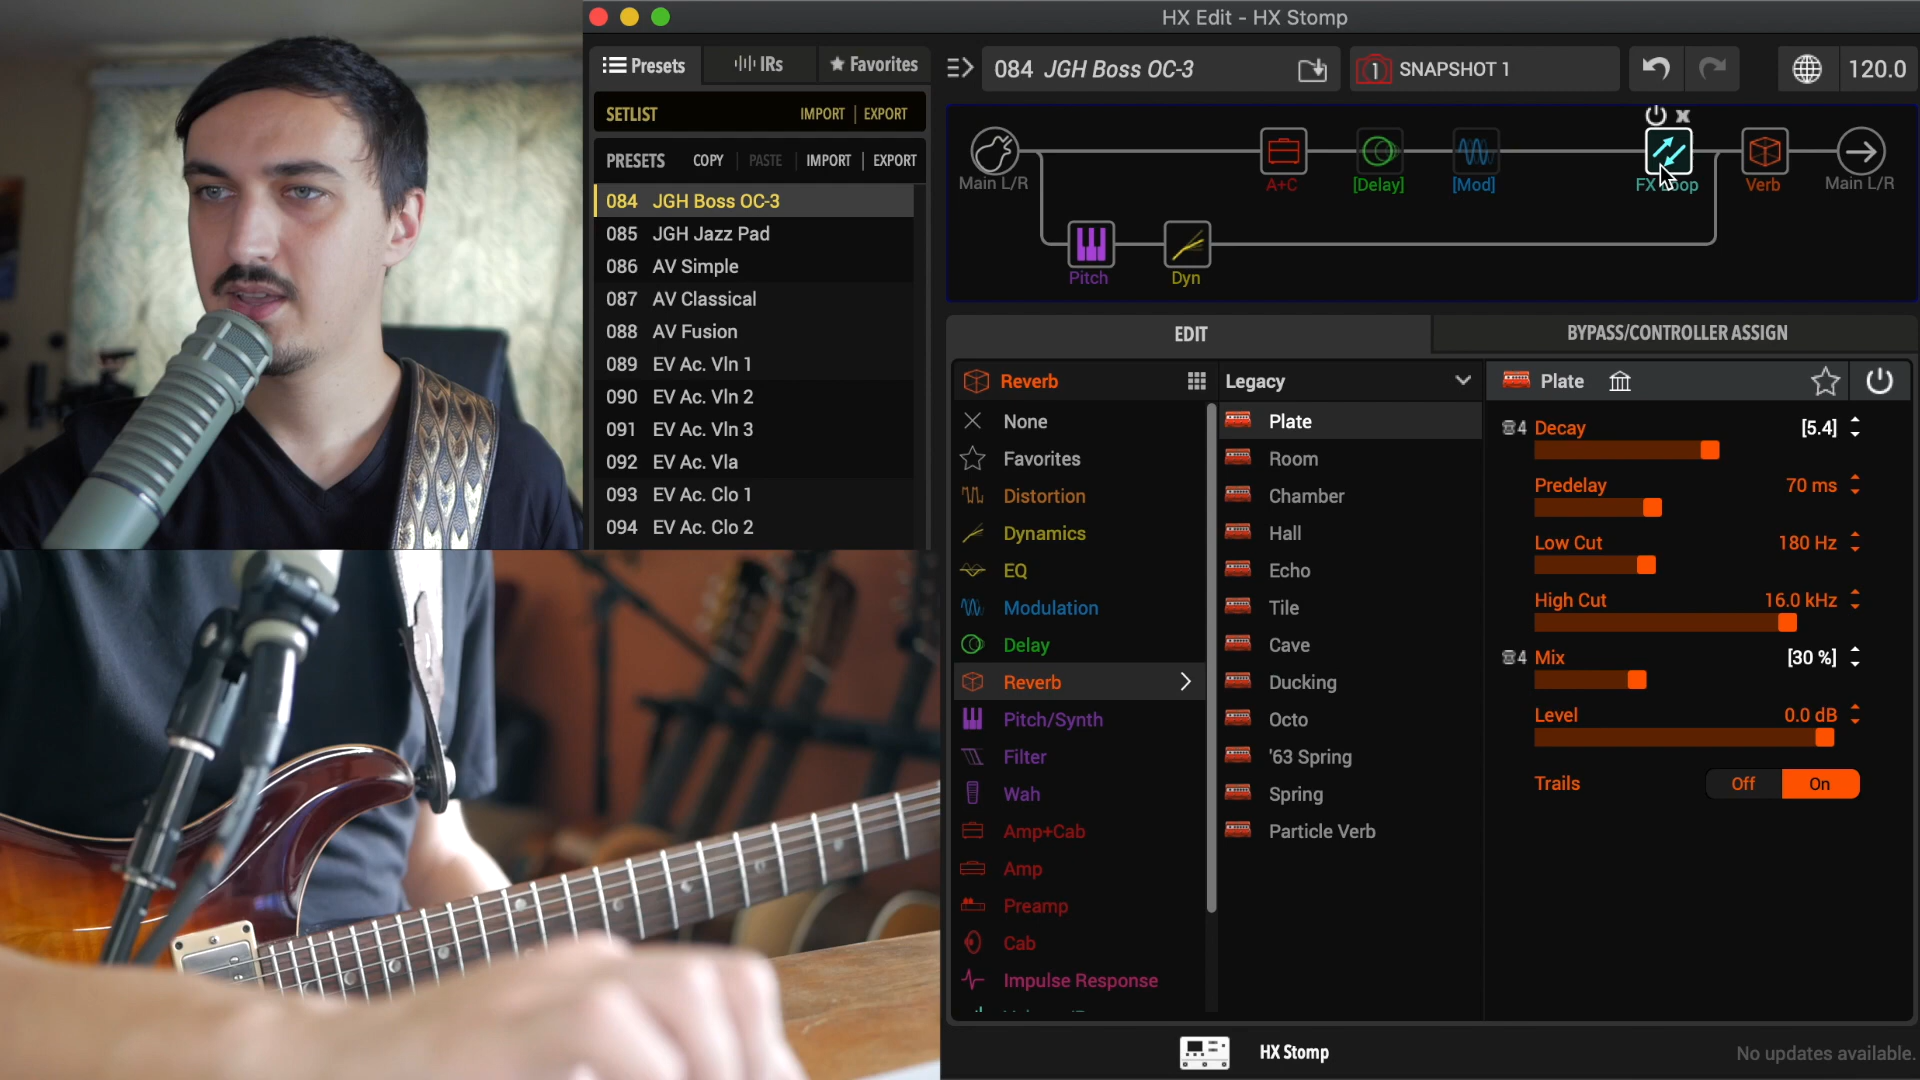 HX Edit - HX Stomp
Presets
IRs
Favorites
084 JGH Boss OC-3
1 SNAPSHOT 1
120.0
SETLIST
IMPORT | EXPORT
PRESETS COPY | PASTE | IMPORT | EXPORT
084 JGH Boss OC-3
085 JGH Jazz Pad
086 AV Simple
087 AV Classical
088 AV Fusion
089 EV Ac. Vln 1
090 EV Ac. Vln 2
091 EV Ac. Vln 3
092 EV Ac. Vla
093 EV Ac. Clo 1
094 EV Ac. Clo 2
Main L/R
A+C
[Delay]
[Mod]
FX Loop
Verb
Main L/R
Pitch
Dyn
EDIT
BYPASS/CONTROLLER ASSIGN
Reverb
None
Favorites
Distortion
Dynamics
EQ
Modulation
Delay
Reverb
Pitch/Synth
Filter
Wah
Amp+Cab
Amp
Preamp
Cab
Impulse Response
Legacy
Plate
Room
Chamber
Hall
Echo
Tile
Cave
Ducking
Octo
'63 Spring
Spring
Particle Verb
Plate
4 Decay [5.4]
Predelay 70 ms
Low Cut 180 Hz
High Cut 16.0 kHz
4 Mix [30 %]
Level 0.0 dB
Trails Off On
HX Stomp
No updates available.